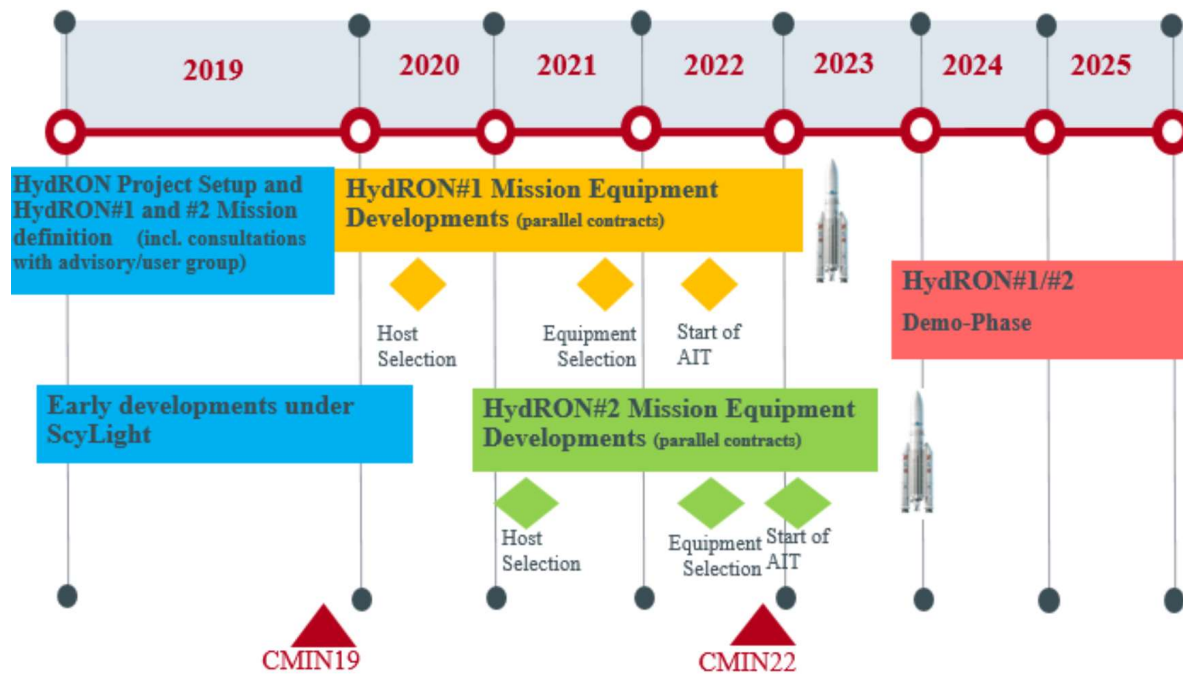 2019
2020
2021
2022
2023
2024
2025
HydRON Project Setup and
HydRON#1 and #2 Mission
definition (incl. consultations
with advisory/user group)
HydRON#1 Mission Equipment
Developments (parallel contracts)
Host
Selection
Equipment
Selection
Start of
AIT
HydRON#1/#2
Demo-Phase
Early developments under
ScyLight
HydRON#2 Mission Equipment
Developments (parallel contracts)
Host
Selection
Equipment
Selection
Start of
AIT
CMIN19
CMIN22